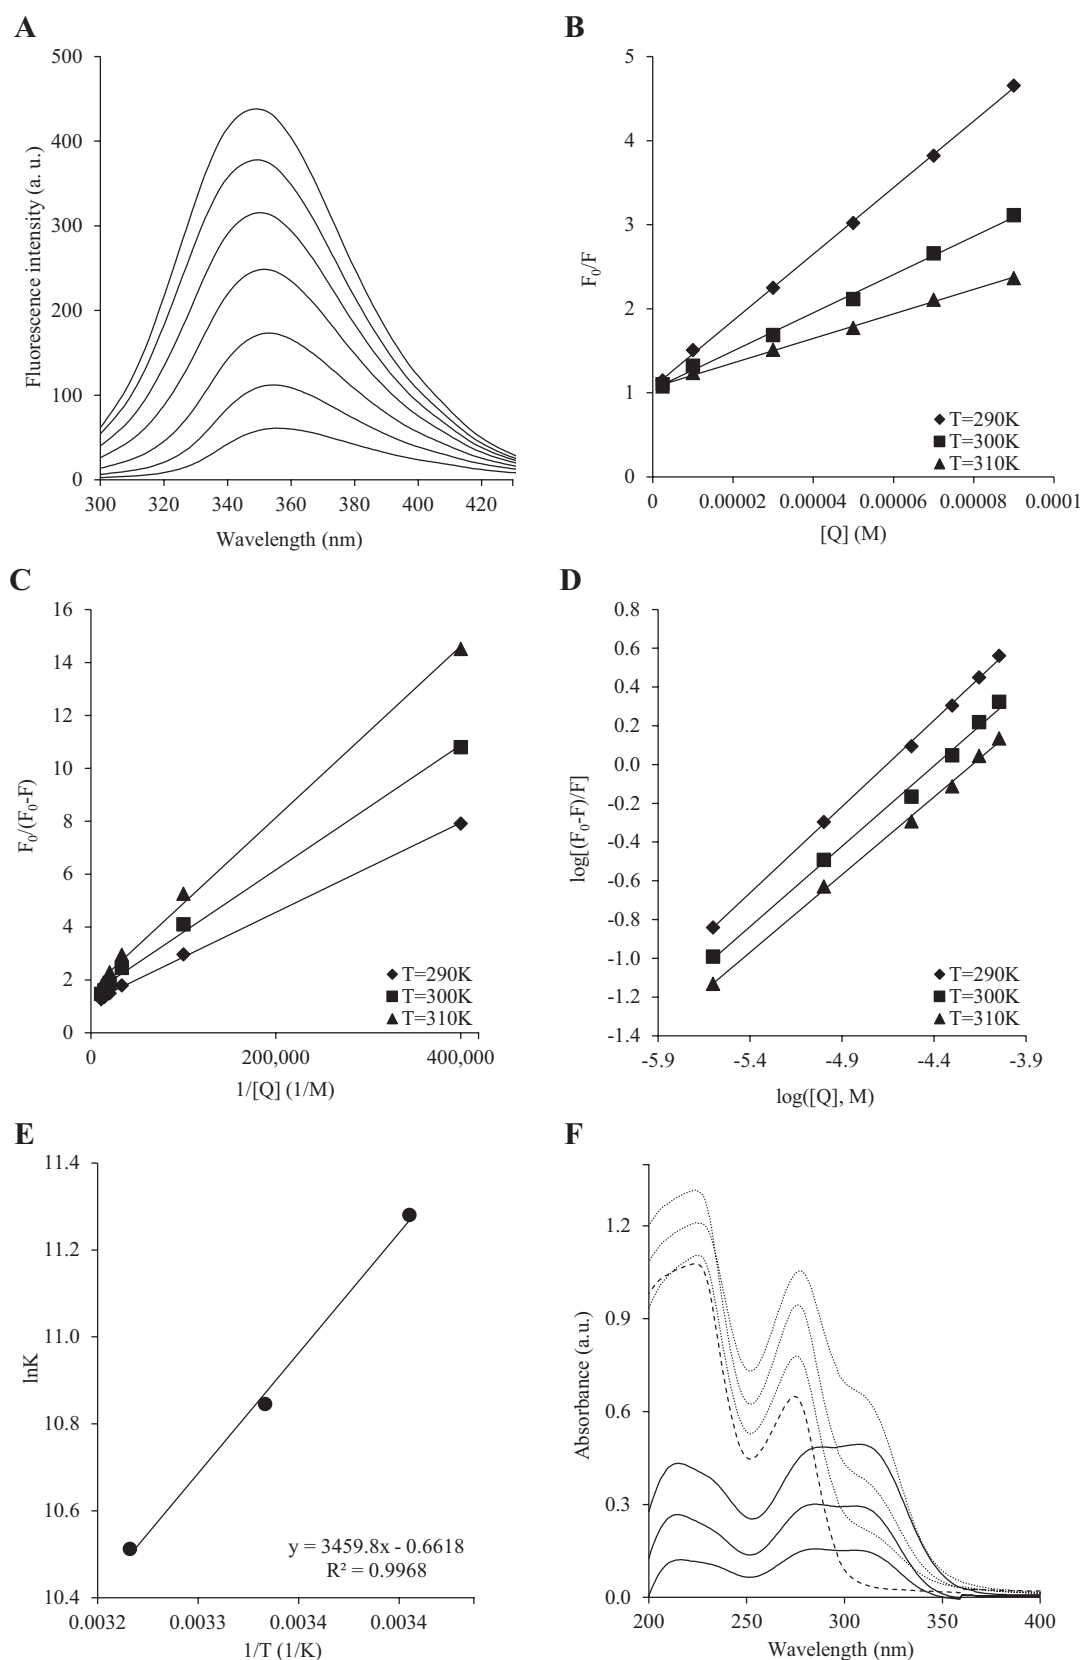 A
500
400
300
200
100
0
300 320 340 360 380 400 420
Fluorescence intensity (a. u.)
Wavelength (nm)
B
5
4
3
2
1
0
0 0.00002 0.00004 0.00006 0.00008 0.0001
F₀/F
[Q] (M)
T=290K
T=300K
T=310K
C
16
14
12
10
8
6
4
2
0
0 200,000 400,000
F₀/(F₀-F)
1/[Q] (1/M)
T=290K
T=300K
T=310K
D
0.8
0.6
0.4
0.2
0.0
-0.2
-0.4
-0.6
-0.8
-1.0
-1.2
-1.4
-5.9 -5.4 -4.9 -4.4 -3.9
log[(F₀-F)/F]
log([Q], M)
T=290K
T=300K
T=310K
E
11.4
11.2
11.0
10.8
10.6
10.4
0.0032 0.0033 0.0034 0.0034
lnK
1/T (1/K)
y = 3459.8x - 0.6618
R² = 0.9968
F
1.2
0.9
0.6
0.3
0.0
200 250 300 350 400
Absorbance (a.u.)
Wavelength (nm)